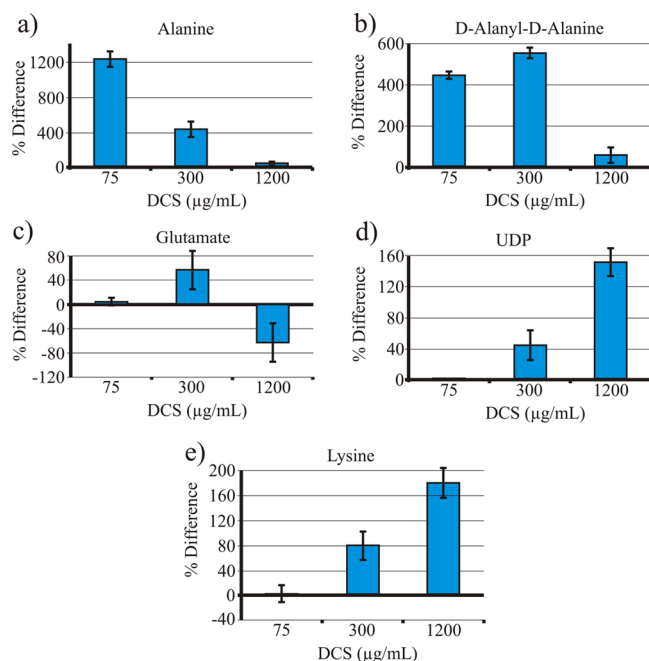 a)
Alanine
% Difference
1200
800
400
0
75 300 1200
DCS (µg/mL)
b)
D-Alanyl-D-Alanine
% Difference
600
400
200
0
75 300 1200
DCS (µg/mL)
c)
Glutamate
% Difference
80
40
0
-40
-80
-120
75 300 1200
DCS (µg/mL)
d)
UDP
% Difference
160
120
80
40
0
75 300 1200
DCS (µg/mL)
e)
Lysine
% Difference
200
160
120
80
40
0
-40
75 300 1200
DCS (µg/mL)